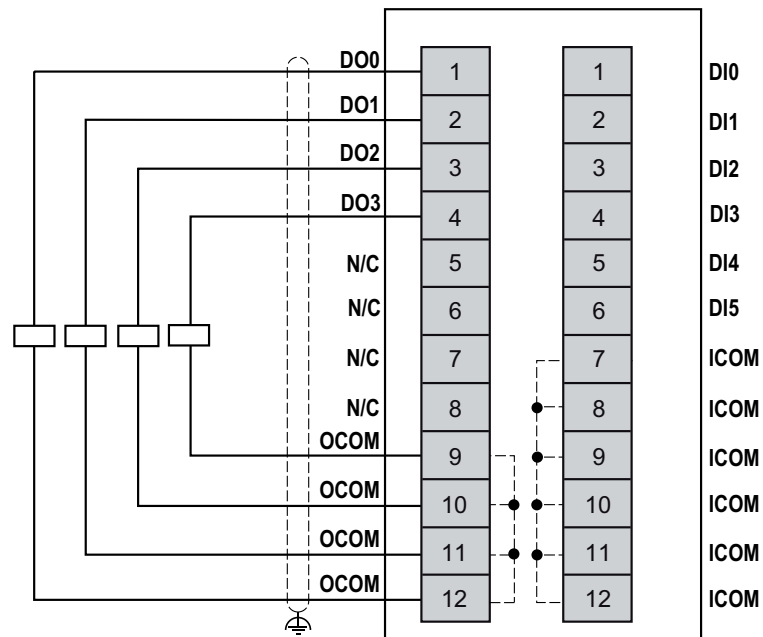 DO0 1 1 DI0
DO1 2 2 DI1
DO2 3 3 DI2
DO3 4 4 DI3
N/C 5 5 DI4
N/C 6 6 DI5
N/C 7 7 ICOM
N/C 8 8 ICOM
OCOM 9 9 ICOM
OCOM 10 10 ICOM
OCOM 11 11 ICOM
OCOM 12 12 ICOM